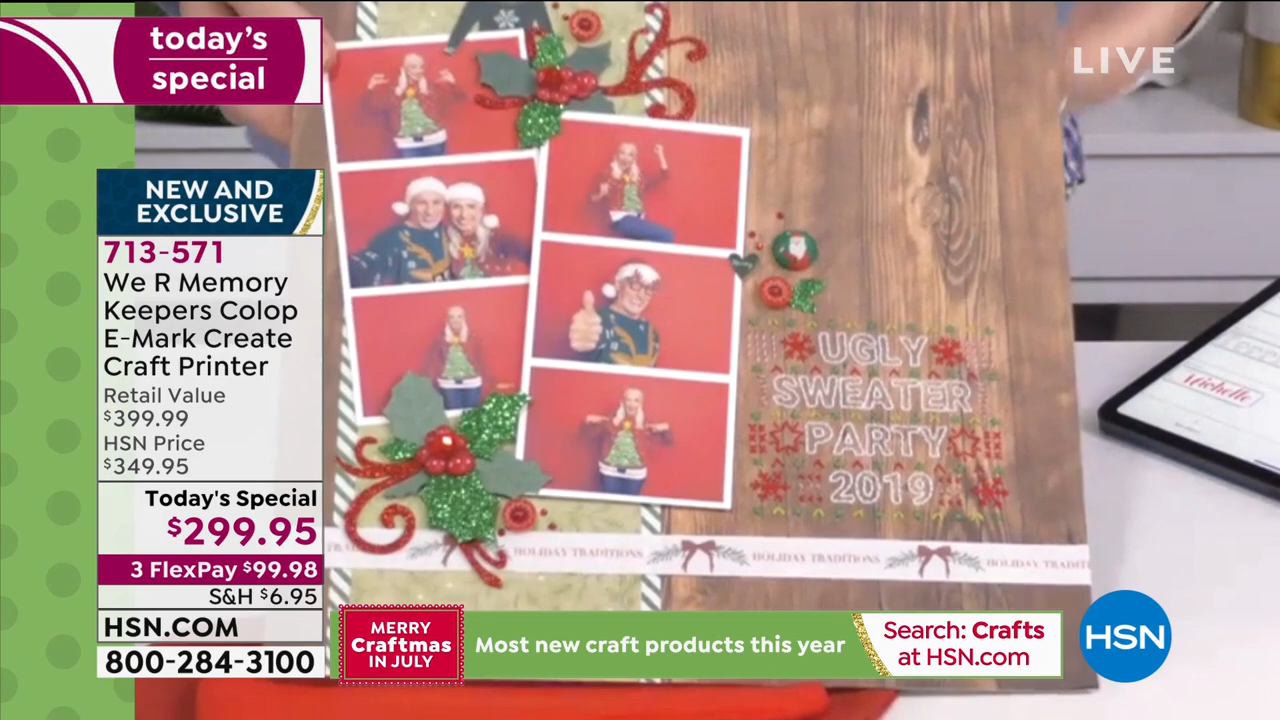 today's
special
LIVE
NEW AND
EXCLUSIVE
713-571
We R Memory
Keepers Colop
E-Mark Create
Craft Printer
Retail Value
$399.99
HSN Price
$349.95
Today's Special
$299.95
3 FlexPay $99.98
S&H $6.95
HSN.COM
800-284-3100
UGLY
SWEATER
PARTY
2019
HOLIDAY TRADITIONS HOLIDAY TRADITIONS HOLIDAY
Michelle
MERRY
Craftmas
IN JULY
Most new craft products this year
Search: Crafts
at HSN.com
HSN